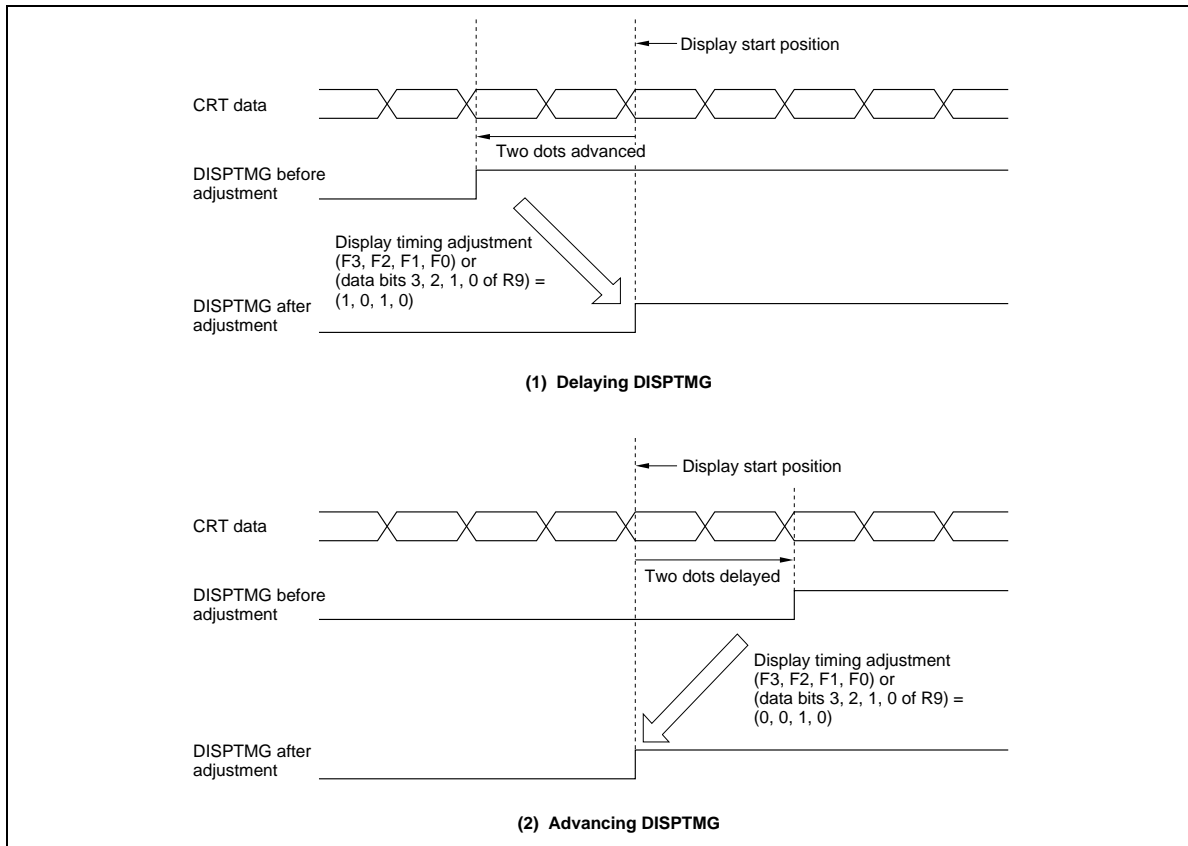 Display start position
CRT data
Two dots advanced
DISPTMG before
adjustment
Display timing adjustment
(F3, F2, F1, F0) or
(data bits 3, 2, 1, 0 of R9) =
(1, 0, 1, 0)
DISPTMG after
adjustment
(1) Delaying DISPTMG
Display start position
CRT data
Two dots delayed
DISPTMG before
adjustment
Display timing adjustment
(F3, F2, F1, F0) or
(data bits 3, 2, 1, 0 of R9) =
(0, 0, 1, 0)
DISPTMG after
adjustment
(2) Advancing DISPTMG